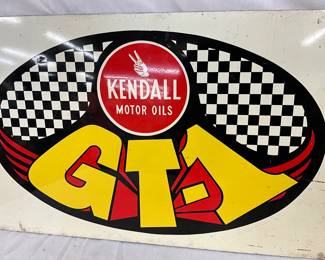 KENDALL
MOTOR OILS
GT-1